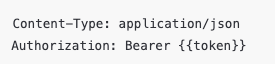 Content-Type: application/json
Authorization: Bearer {{token}}